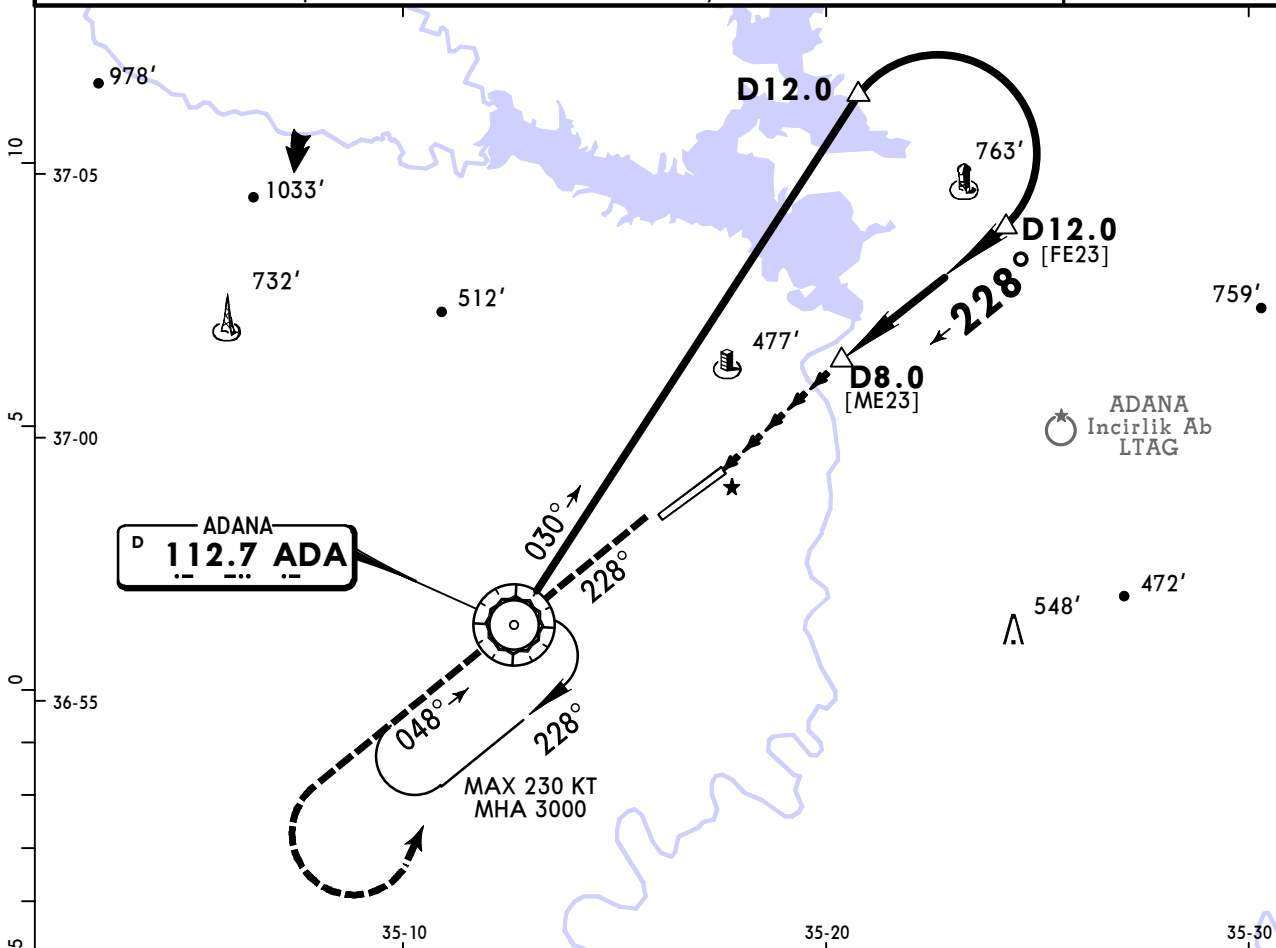 978'
D12.0
763'
10
37-05
1033'
D12.0
[FE23]
732'
512'
228°
759'
477'
D8.0
[ME23]
ADANA
Incirlik Ab
LTAG
5
37-00
030°
ADANA
D 112.7 ADA
228°
472'
548'
0
36-55
048°
228°
MAX 230 KT
MHA 3000
5
35-10
35-20
35-30